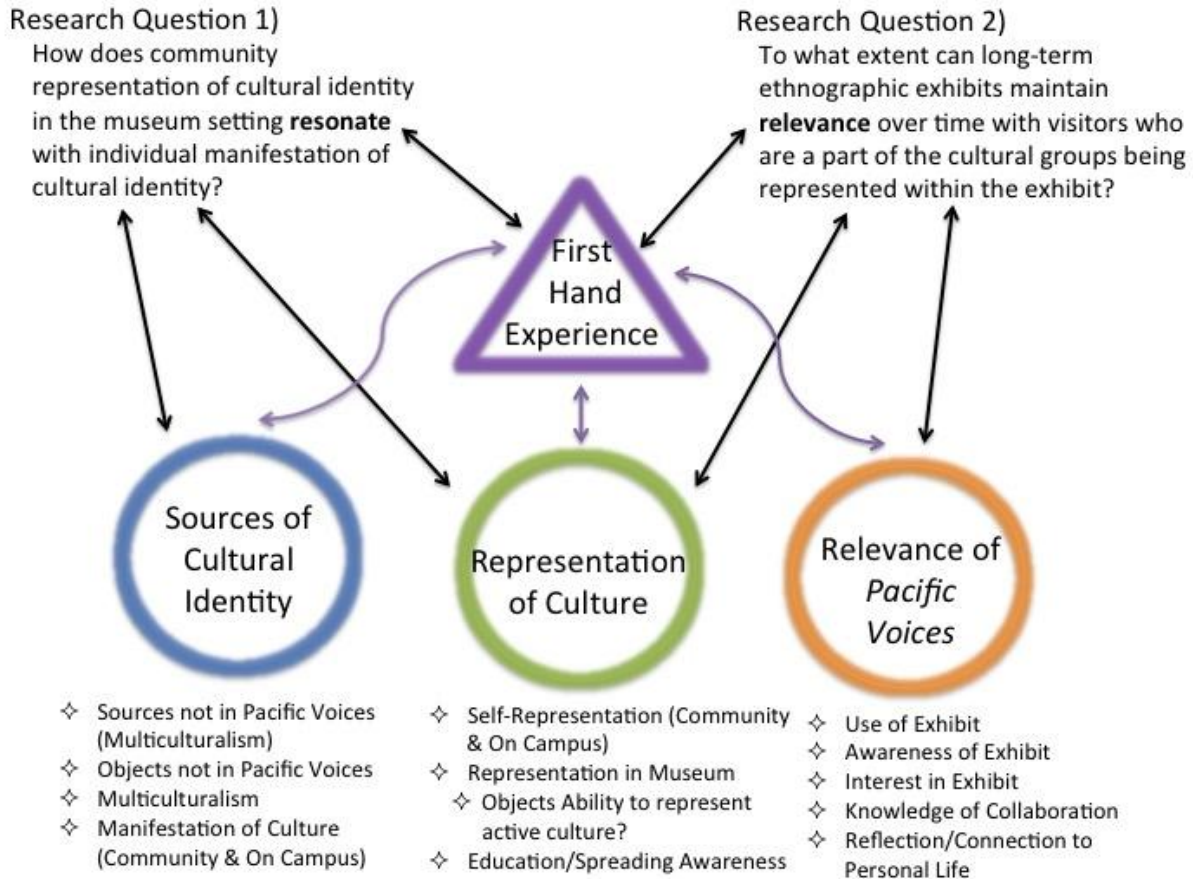 Research Question 1)
How does community
representation of cultural identity
in the museum setting resonate
with individual manifestation of
cultural identity?
Research Question 2)
To what extent can long-term
ethnographic exhibits maintain
relevance over time with visitors who
are a part of the cultural groups being
represented within the exhibit?
First
Hand
Experience
Sources of
Cultural
Identity
Representation
of Culture
Relevance of
Pacific
Voices
✧ Sources not in Pacific Voices
(Multiculturalism)
✧ Objects not in Pacific Voices
✧ Multiculturalism
✧ Manifestation of Culture
(Community & On Campus)
✧ Self-Representation (Community
& On Campus)
✧ Representation in Museum
✧ Objects Ability to represent
active culture?
✧ Education/Spreading Awareness
✧ Use of Exhibit
✧ Awareness of Exhibit
✧ Interest in Exhibit
✧ Knowledge of Collaboration
✧ Reflection/Connection to
Personal Life